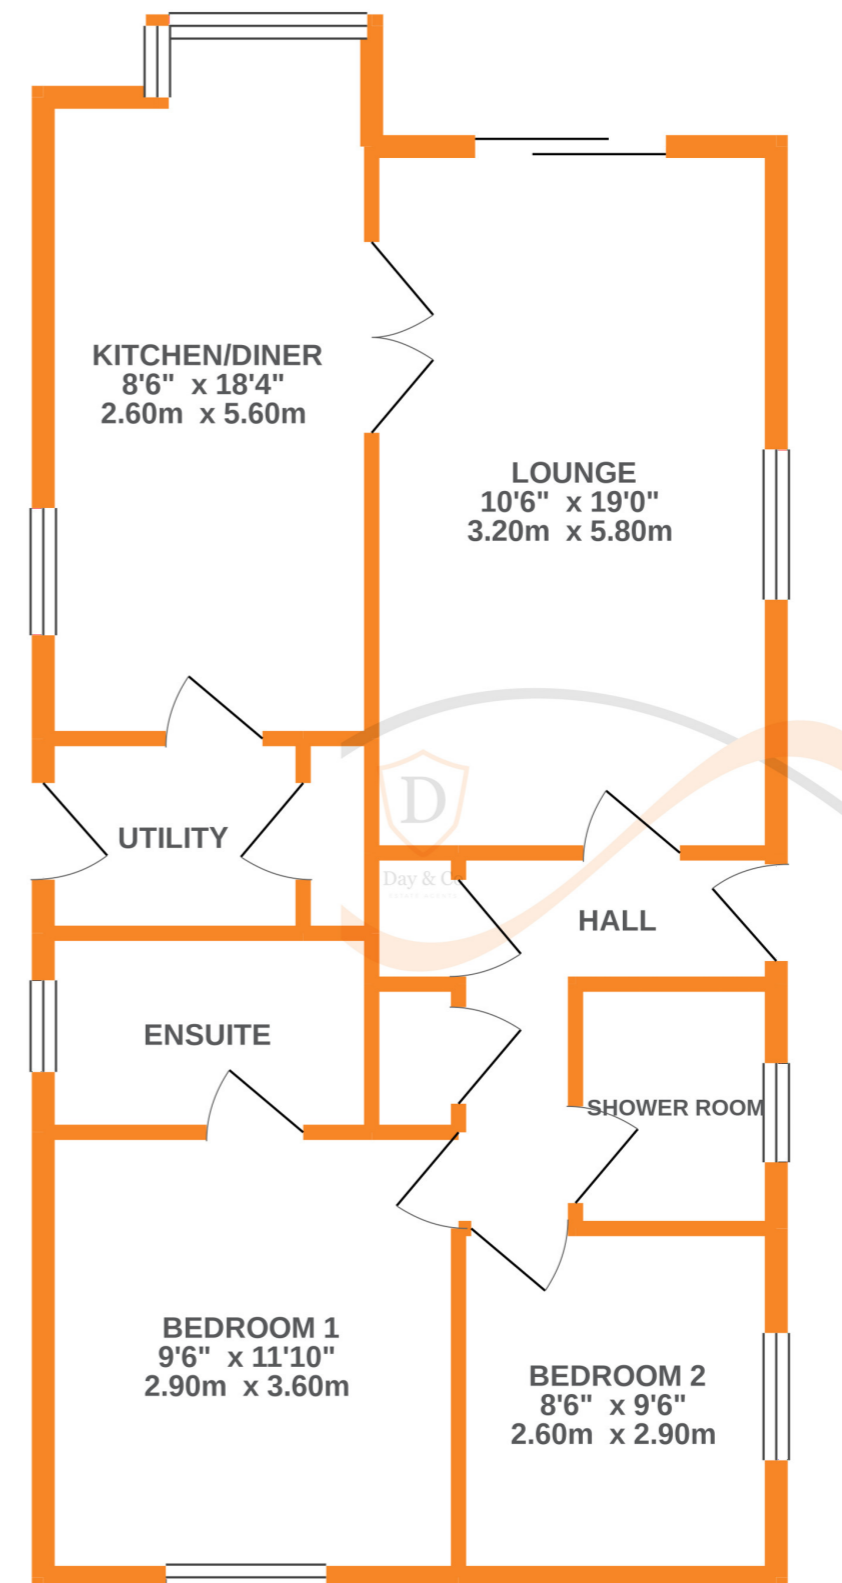 KITCHEN/DINER
8'6" x 18'4"
2.60m x 5.60m
LOUNGE
10'6" x 19'0"
3.20m x 5.80m
UTILITY
D
Day & Co
HALL
ENSUITE
SHOWER ROOM
BEDROOM 1
9'6" x 11'10"
2.90m x 3.60m
BEDROOM 2
8'6" x 9'6"
2.60m x 2.90m